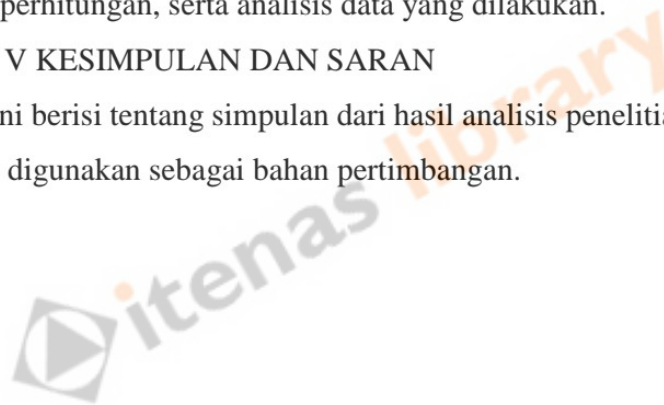 perhitungan, serta analisis data yang dilakukan.
V KESIMPULAN DAN SARAN
ni berisi tentang simpulan dari hasil analisis peneliti
digunakan sebagai bahan pertimbangan.
itenas library